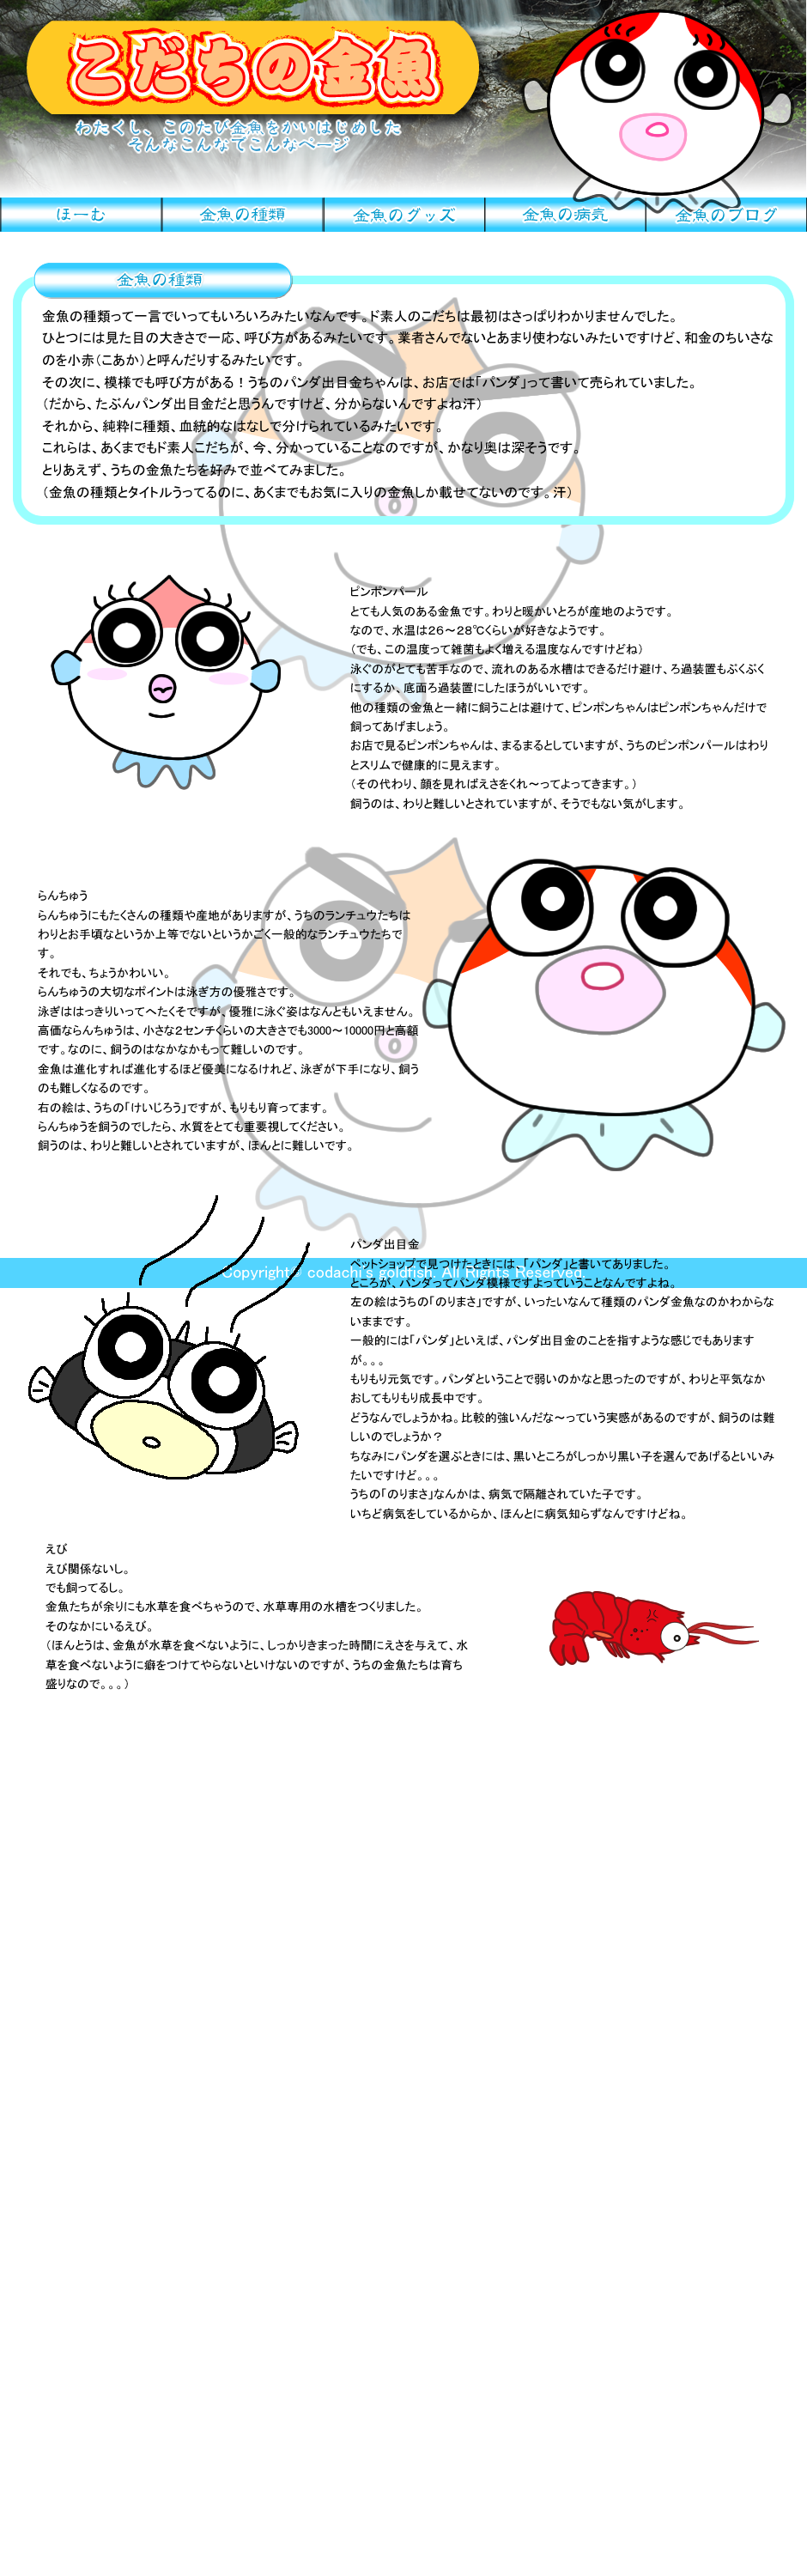 こだちの金魚
わたくし、このたび金魚をかいはじめした
そんなこんなてこんなページ
ほーむ
金魚の種類
金魚のグッズ
金魚の病気
金魚のブログ
金魚の種類
金魚の種類って一言でいってもいろいろみたいなんです。ド素人のこだちは最初はさっぱりわかりませんでした。
ひとつには見た目の大きさで一応、呼び方があるみたいです。業者さんでないとあまり使わないみたいですけど、和金のちいさな
のを小赤（こあか）と呼んだりするみたいです。
その次に、模様でも呼び方がある！うちのパンダ出目金ちゃんは、お店では「パンダ」って書いて売られていました。
（だから、たぶんパンダ出目金だと思うんですけど、分からないんですよね汗）
それから、純粋に種類、血統的なはなしで分けられているみたいです。
これらは、あくまでもド素人こだちが、今、分かっていることなのですが、かなり奥は深そうです。
とりあえず、うちの金魚たちを好みで並べてみました。
（金魚の種類とタイトルうってるのに、あくまでもお気に入りの金魚しか載せてないのです。汗）
ピンポンパール
とても人気のある金魚です。わりと暖かいとろが産地のようです。
なので、水温は２６～２８℃くらいが好きなようです。
（でも、この温度って雑菌もよく増える温度なんですけどね）
泳ぐのがとても苦手なので、流れのある水槽はできるだけ避け、ろ過装置もぶくぶく
にするか、底面ろ過装置にしたほうがいいです。
他の種類の金魚と一緒に飼うことは避けて、ピンポンちゃんはピンポンちゃんだけで
飼ってあげましょう。
お店で見るピンポンちゃんは、まるまるとしていますが、うちのピンポンパールはわり
とスリムで健康的に見えます。
（その代わり、顔を見ればえさをくれ～ってよってきます。）
飼うのは、わりと難しいとされていますが、そうでもない気がします。
らんちゅう
らんちゅうにもたくさんの種類や産地がありますが、うちのランチュウたちは
わりとお手頃なというか上等でないというかごく一般的なランチュウたちで
す。
それでも、ちょうかわいい。
らんちゅうの大切なポイントは泳ぎ方の優雅さです。
泳ぎははっきりいってへたくそですが、優雅に泳ぐ姿はなんともいえません。
高価ならんちゅうは、小さな２センチくらいの大きさでも3000～10000円と高額
です。なのに、飼うのはなかなかもって難しいのです。
金魚は進化すれば進化するほど優美になるけれど、泳ぎが下手になり、飼う
のも難しくなるのです。
右の絵は、うちの「けいじろう」ですが、もりもり育ってます。
らんちゅうを飼うのでしたら、水質をとても重要視してください。
飼うのは、わりと難しいとされていますが、ほんとに難しいです。
パンダ出目金
ペットショップで見つけたときには、「パンダ」と書いてありました。
Copyright© codachi's goldfish. All Rights Reserved.
ところが、パンダってパンダ模様ですよっていうことなんですよね。
左の絵はうちの「のりまさ」ですが、いったいなんて種類のパンダ金魚なのかわからな
いままです。
一般的には「パンダ」といえば、パンダ出目金のことを指すような感じでもあります
が。。。
もりもり元気です。パンダということで弱いのかなと思ったのですが、わりと平気なか
おしてもりもり成長中です。
どうなんでしょうかね。比較的強いんだな～っていう実感があるのですが、飼うのは難
しいのでしょうか？
ちなみにパンダを選ぶときには、黒いところがしっかり黒い子を選んであげるといいみ
たいですけど。。。
うちの「のりまさ」なんかは、病気で隔離されていた子です。
いちど病気をしているからか、ほんとに病気知らずなんですけどね。
えび
えび関係ないし。
でも飼ってるし。
金魚たちが余りにも水草を食べちゃうので、水草専用の水槽をつくりました。
そのなかにいるえび。
（ほんとうは、金魚が水草を食べないように、しっかりきまった時間にえさを与えて、水
草を食べないように癖をつけてやらないといけないのですが、うちの金魚たちは育ち
盛りなので。。。）